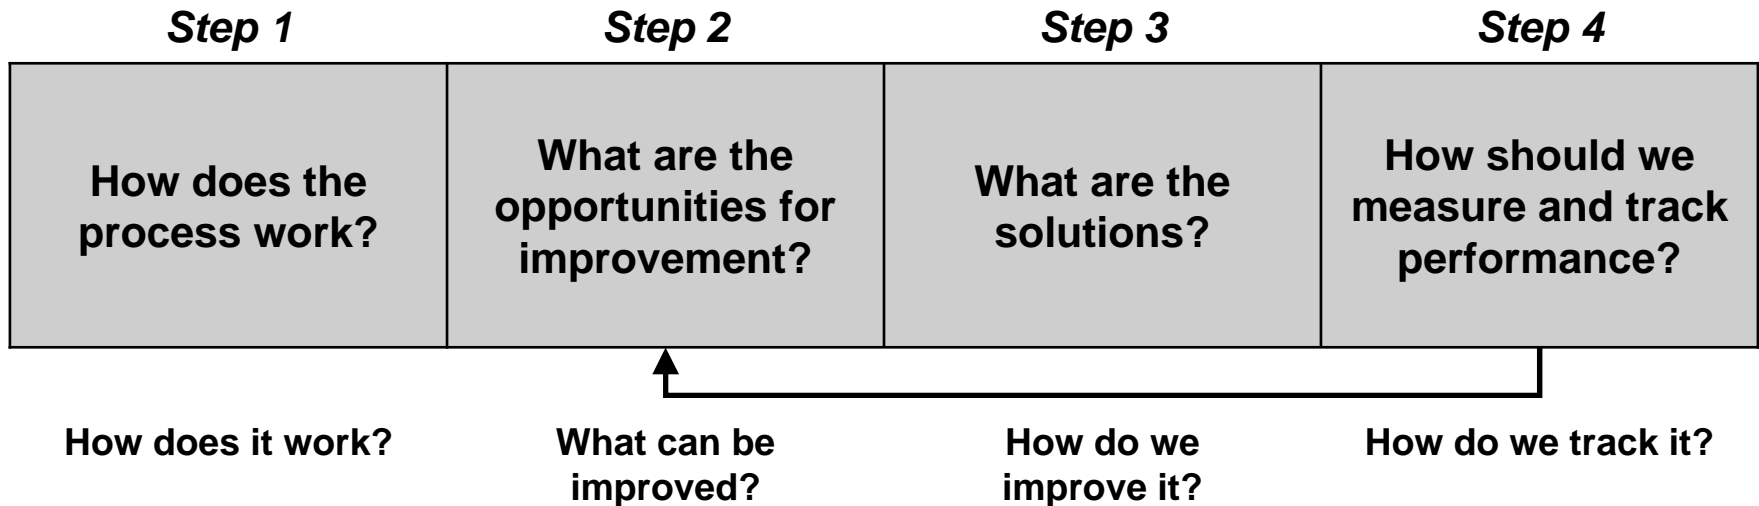 Step 1
Step 2
Step 3
Step 4
How does the
process work?
What are the
opportunities for
improvement?
What are the
solutions?
How should we
measure and track
performance?
How does it work?
What can be
improved?
How do we
improve it?
How do we track it?